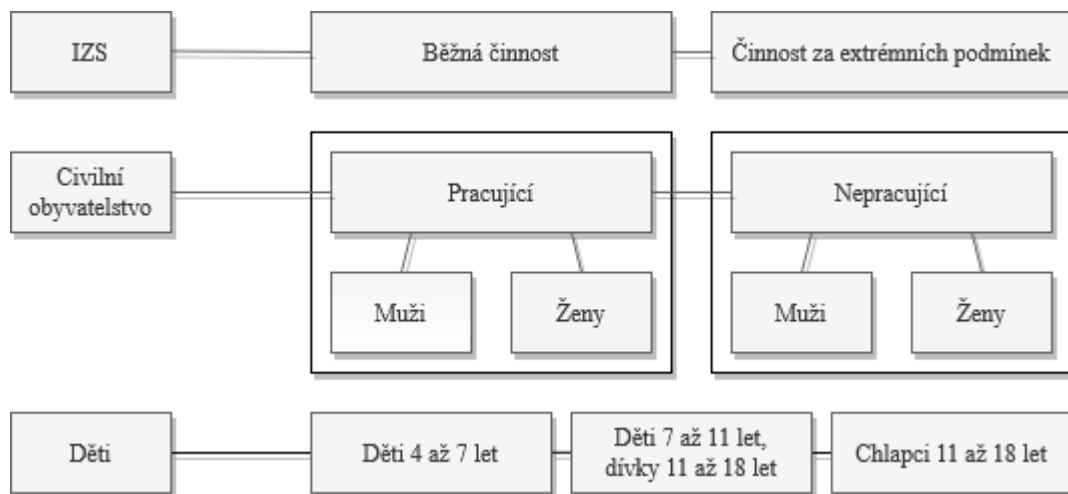 IZS
Běžná činnost
Činnost za extrémních podmínek
Civilní
obyvatelstvo
Pracující
Nepracující
Muži
Ženy
Muži
Ženy
Děti
Děti 4 až 7 let
Děti 7 až 11 let,
dívky 11 až 18 let
Chlapci 11 až 18 let